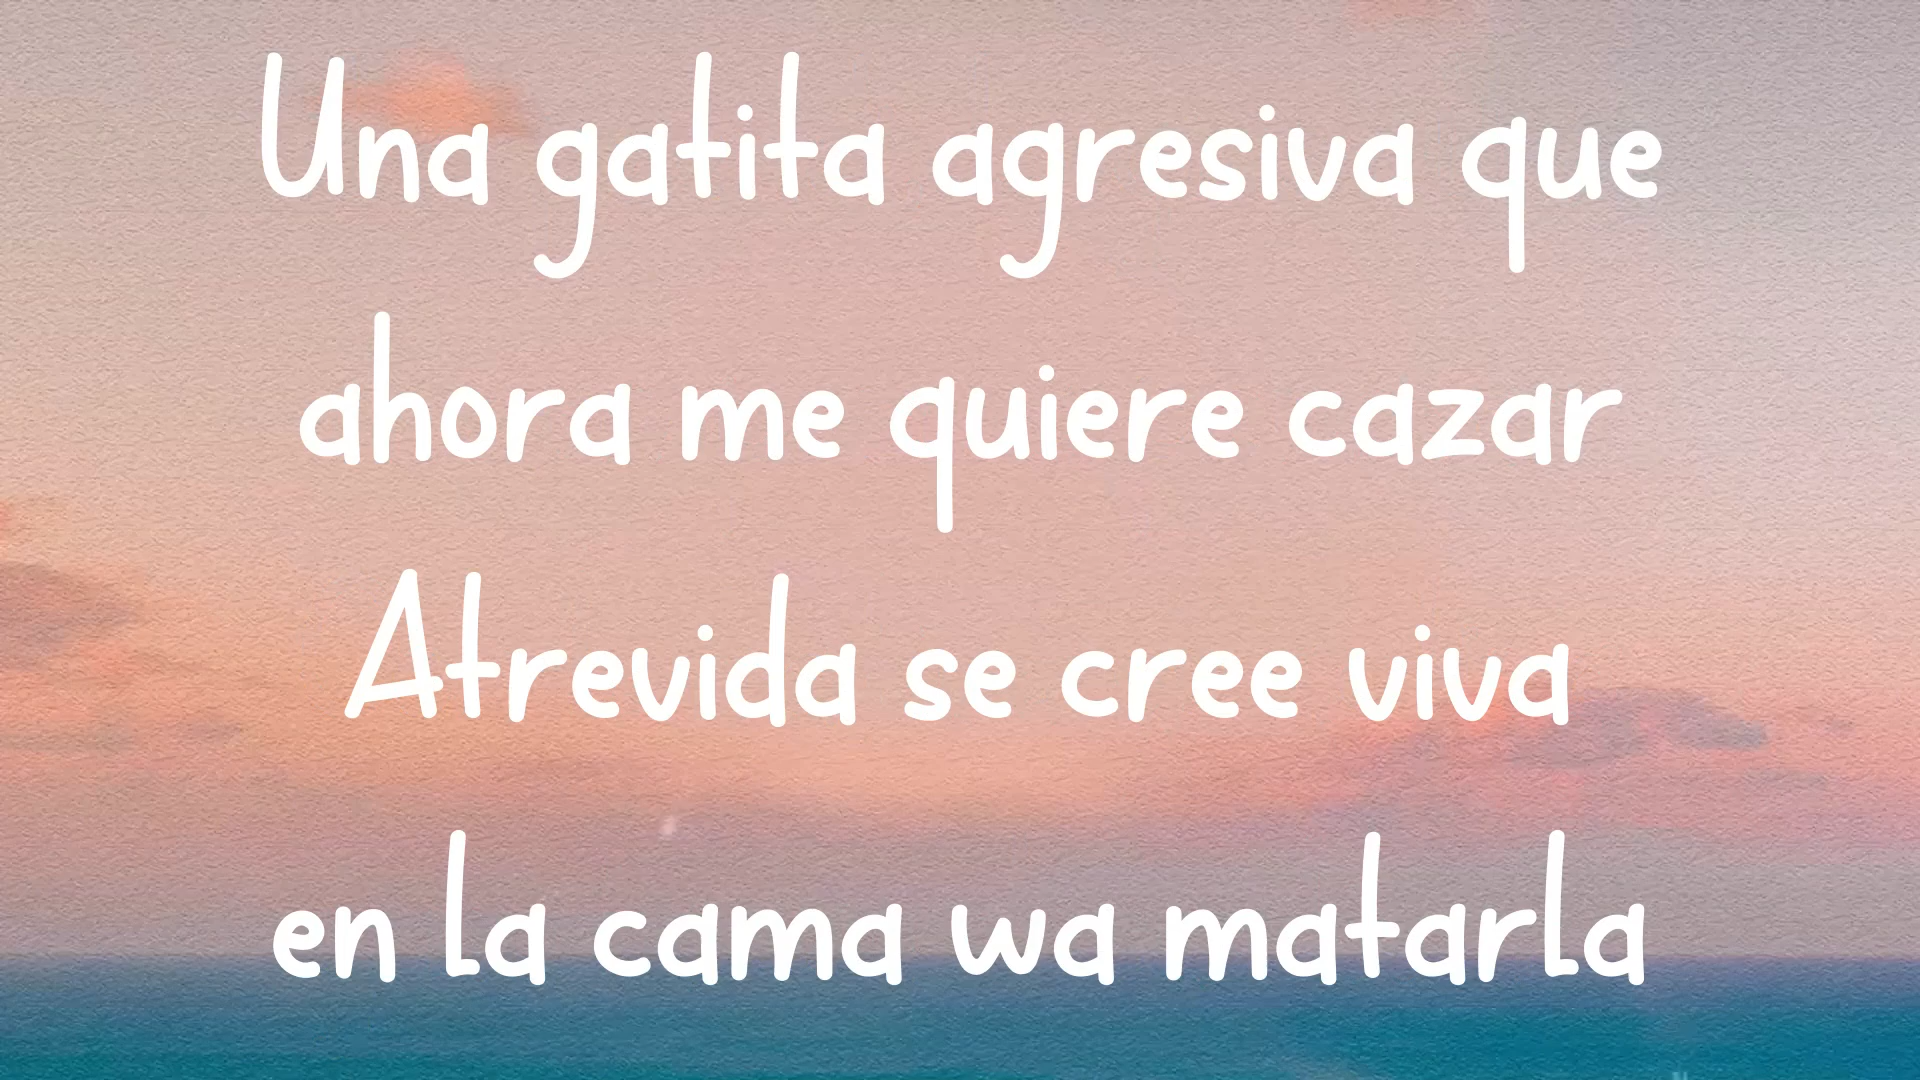 Una gatita agresiva que
ahora me quiere cazar
Atrevida se cree viva
en la cama wa matarla